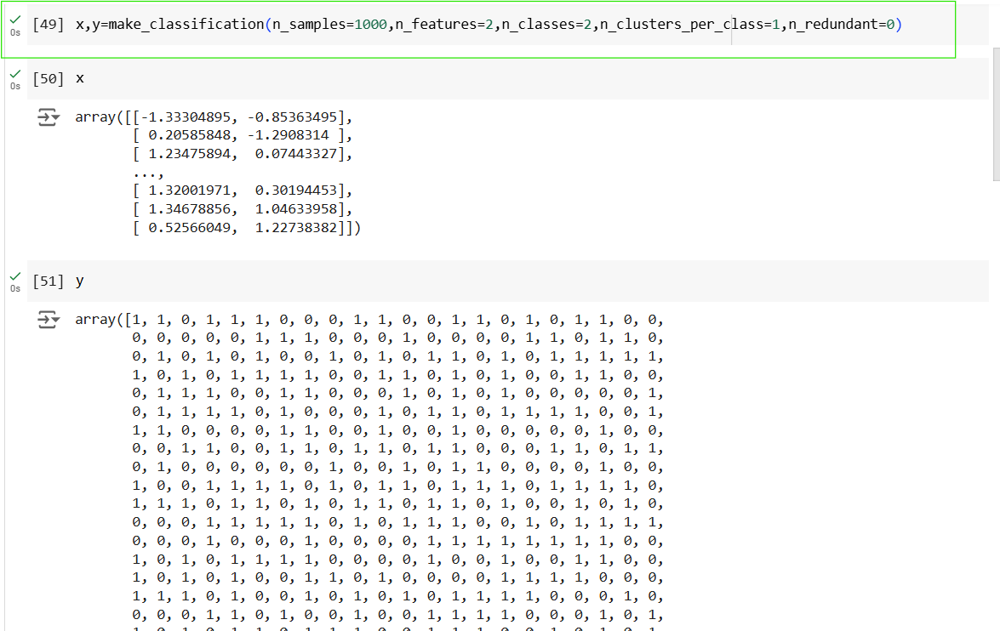 [49] x,y=make_classification(n_samples=1000,n_features=2,n_classes=2,n_clusters_per_class=1,n_redundant=0)
0s
[50] x
0s
array([[-1.33304895, -0.85363495],
[ 0.20585848, -1.2908314 ],
[ 1.23475894,  0.07443327],
...,
[ 1.32001971,  0.30194453],
[ 1.34678856,  1.04633958],
[ 0.52566049,  1.22738382]])
[51] y
0s
array([1, 1, 0, 1, 1, 1, 0, 0, 0, 1, 1, 0, 0, 1, 1, 0, 1, 0, 1, 1, 0, 0,
0, 0, 0, 0, 0, 1, 1, 1, 0, 0, 0, 1, 0, 0, 0, 0, 1, 1, 0, 1, 1, 0,
0, 1, 0, 1, 0, 1, 0, 0, 1, 0, 1, 0, 1, 1, 0, 1, 0, 1, 1, 1, 1, 1,
1, 0, 1, 0, 1, 1, 1, 1, 0, 0, 1, 1, 0, 1, 0, 1, 0, 0, 1, 1, 0, 0,
0, 1, 1, 1, 0, 0, 1, 1, 0, 0, 0, 1, 0, 1, 0, 1, 0, 0, 0, 0, 0, 1,
0, 1, 1, 1, 1, 0, 1, 0, 0, 0, 1, 0, 1, 1, 0, 1, 1, 1, 1, 0, 0, 1,
1, 1, 0, 0, 0, 0, 1, 1, 0, 0, 1, 0, 0, 1, 0, 0, 0, 0, 0, 1, 0, 0,
0, 0, 1, 1, 0, 0, 1, 1, 0, 1, 1, 0, 1, 1, 0, 0, 0, 1, 1, 0, 1, 1,
0, 1, 0, 0, 0, 0, 0, 0, 1, 0, 0, 1, 0, 1, 1, 0, 0, 0, 0, 1, 0, 0,
1, 0, 0, 1, 1, 1, 1, 0, 1, 0, 1, 1, 0, 1, 1, 1, 0, 1, 1, 1, 1, 0,
1, 1, 1, 0, 1, 1, 0, 1, 0, 1, 1, 0, 1, 1, 0, 1, 0, 0, 1, 0, 1, 0,
0, 0, 0, 1, 1, 1, 1, 1, 0, 1, 0, 1, 1, 1, 0, 0, 1, 0, 1, 1, 1, 1,
0, 0, 0, 1, 0, 0, 0, 1, 0, 0, 0, 0, 1, 1, 1, 1, 1, 1, 1, 1, 0, 0,
1, 0, 1, 0, 1, 1, 1, 1, 0, 0, 0, 0, 1, 0, 0, 1, 0, 0, 1, 1, 0, 0,
1, 0, 1, 0, 1, 0, 0, 1, 1, 0, 1, 0, 0, 0, 0, 1, 1, 1, 1, 0, 0, 0,
1, 1, 1, 0, 1, 0, 0, 1, 0, 1, 0, 1, 0, 1, 1, 1, 1, 0, 0, 0, 1, 0,
0, 0, 0, 1, 1, 0, 1, 0, 0, 1, 0, 0, 1, 1, 1, 1, 0, 0, 0, 1, 0, 1,